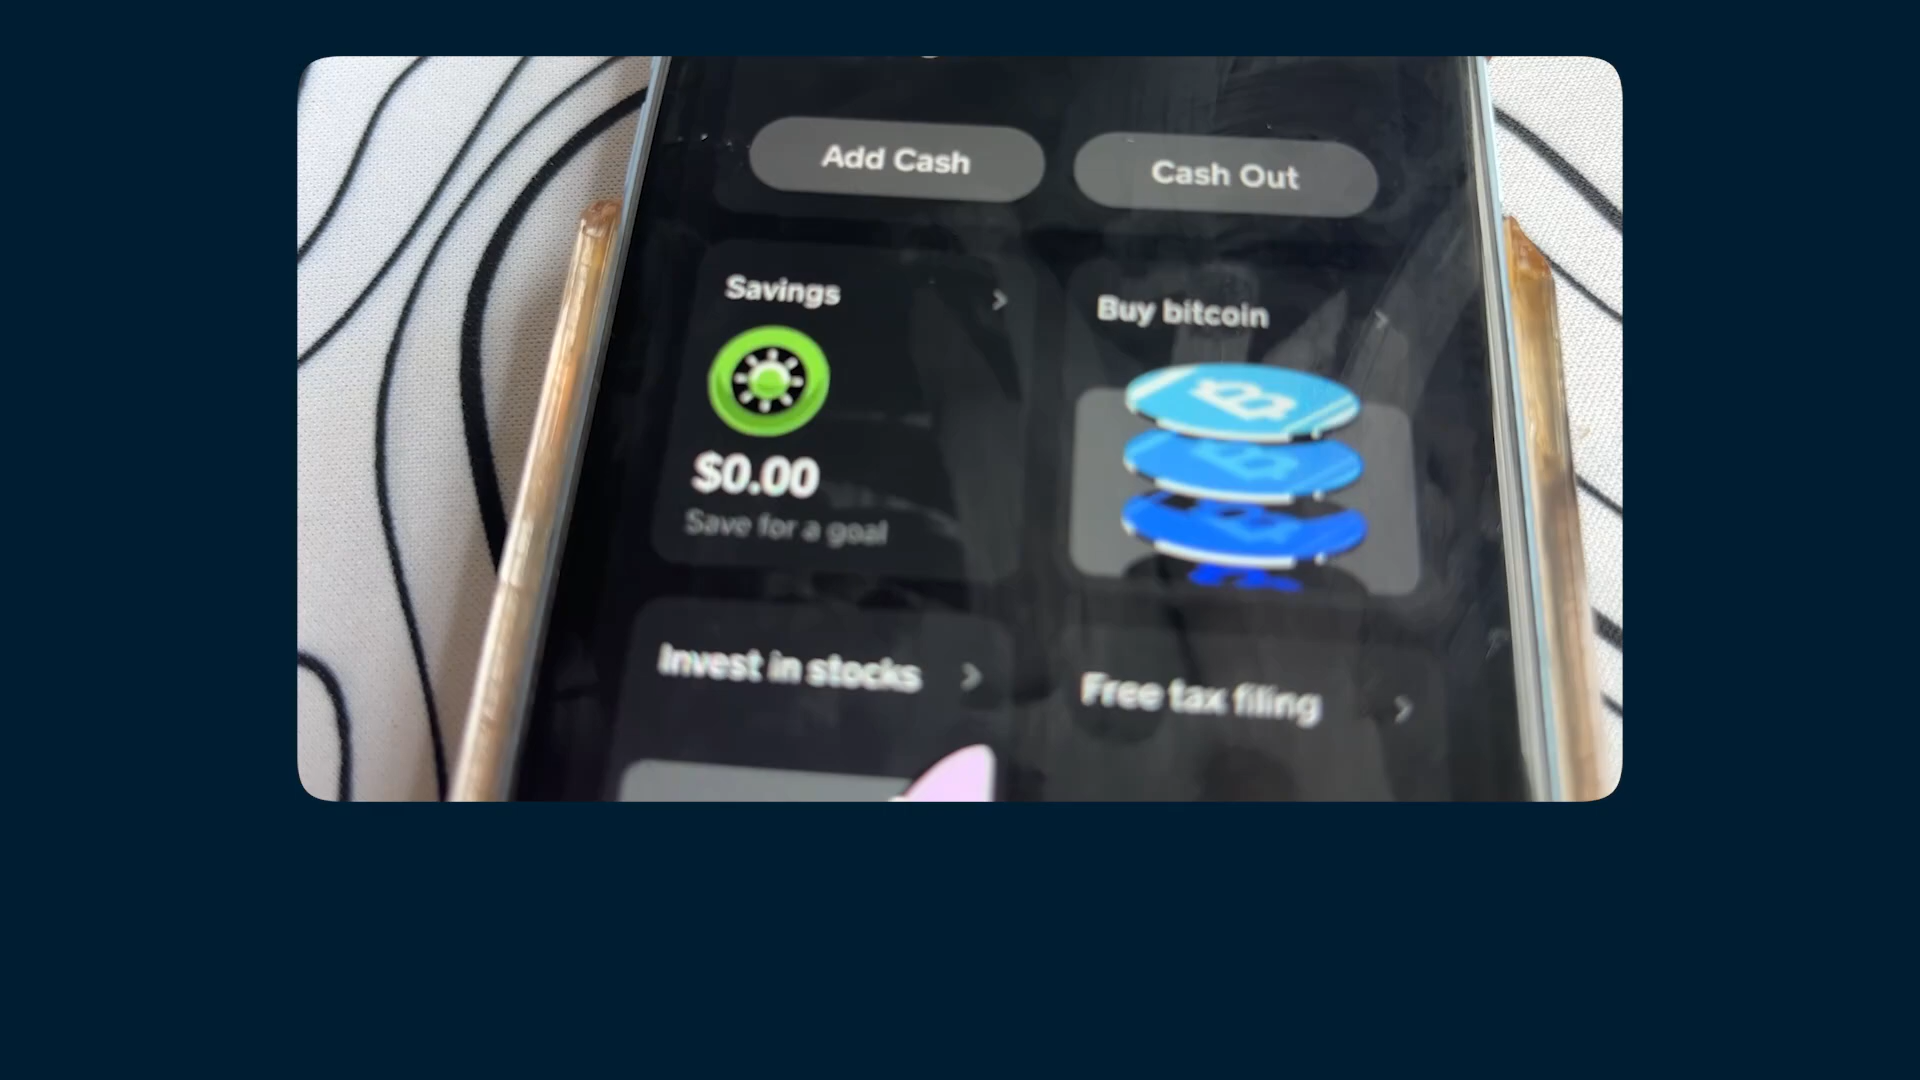 Add Cash
Cash Out
Savings
Buy bitcoin
$0.00
Save for a goal
Invest in stocks
Free tax filing